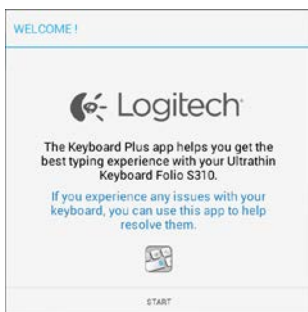 WELCOME !
Logitech
The Keyboard Plus app helps you get the
best typing experience with your Ultrathin
Keyboard Folio S310.
If you experience any issues with your
keyboard, you can use this app to help
resolve them.
START